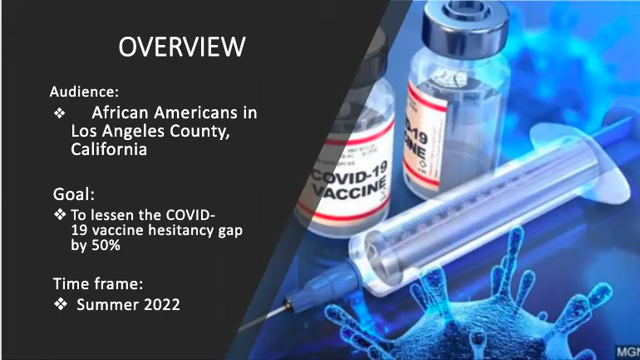 OVERVIEW
Audience:
❖ African Americans in
Los Angeles County,
California
Goal:
❖ To lessen the COVID-
19 vaccine hesitancy gap
by 50%
Time frame:
❖ Summer 2022
COVID-19
VACCINE
-19
INE
MGN